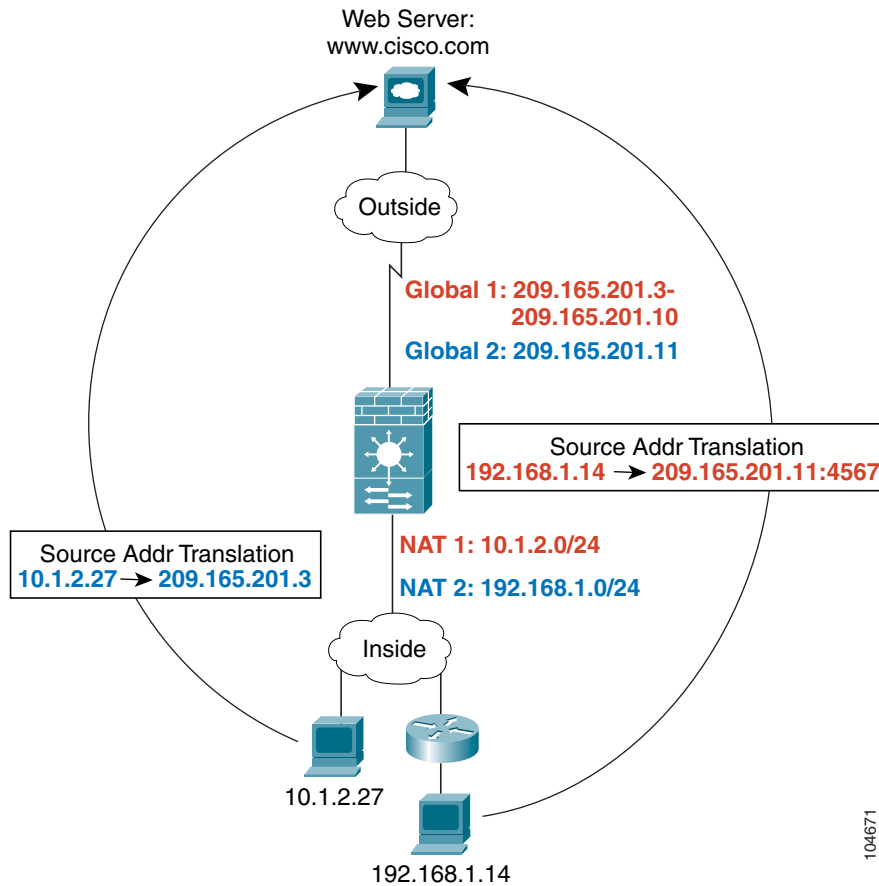 Web Server:
www.cisco.com
Outside
Global 1: 209.165.201.3-
209.165.201.10
Global 2: 209.165.201.11
Source Addr Translation
192.168.1.14 → 209.165.201.11:4567
NAT 1: 10.1.2.0/24
Source Addr Translation
10.1.2.27 → 209.165.201.3
NAT 2: 192.168.1.0/24
Inside
10.1.2.27
192.168.1.14
104671